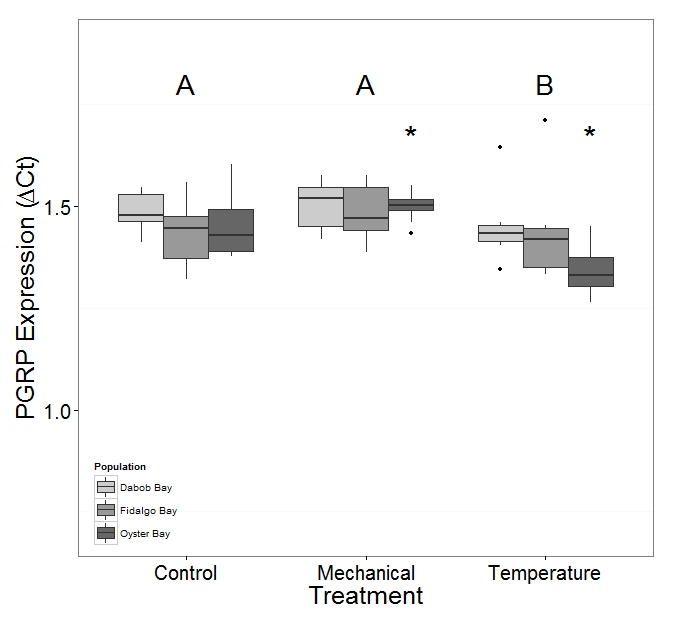 A A B
* *
PGRP Expression (ΔCt)
1.5
1.0
Population
Dabob Bay
Fidalgo Bay
Oyster Bay
Control Mechanical Temperature
Treatment